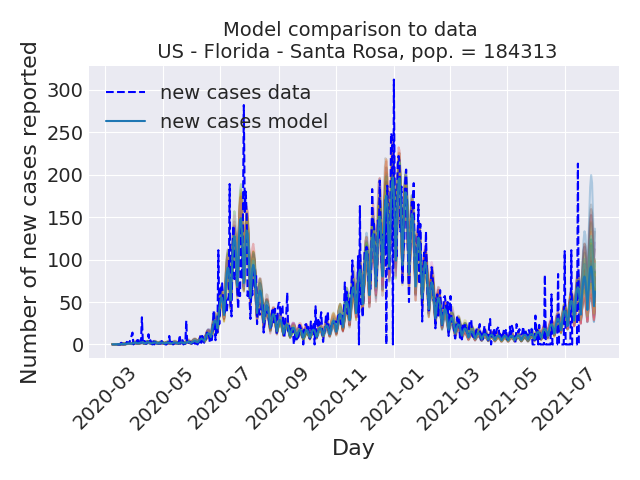 Model comparison to data
US - Florida - Santa Rosa, pop. = 184313
Number of new cases reported
300
250
200
150
100
50
0
new cases data
new cases model
2020-03
2020-05
2020-07
2020-09
2020-11
2021-01
2021-03
2021-05
2021-07
Day